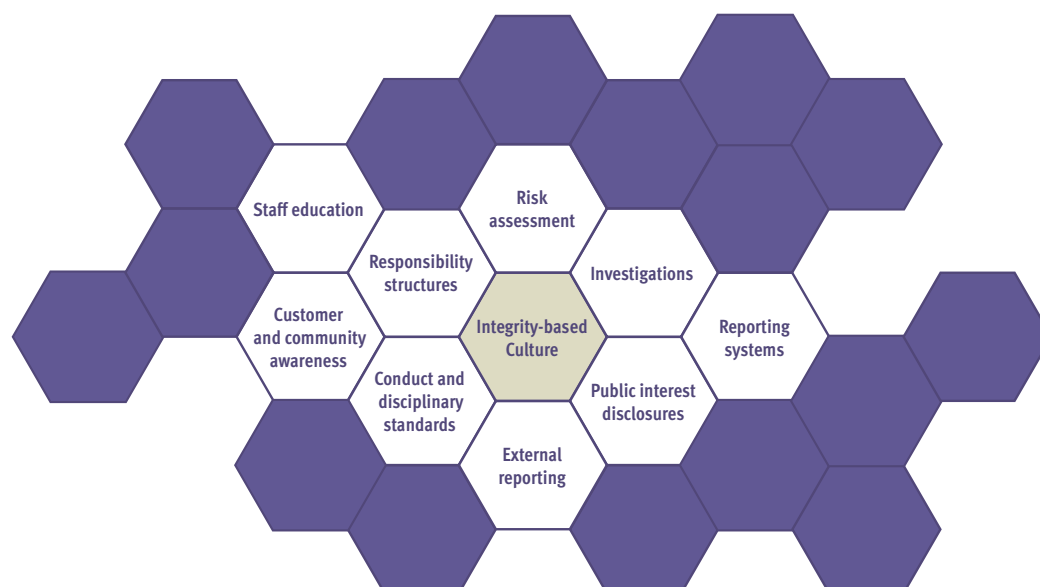 Risk
assessment
Staff education
Responsibility
structures
Investigations
Customer
and community
awareness
Integrity-based
Culture
Reporting
systems
Conduct and
disciplinary
standards
Public interest
disclosures
External
reporting